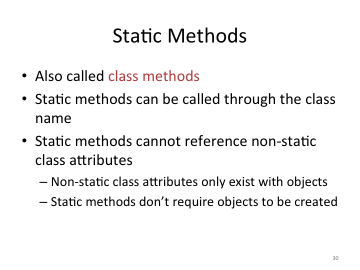 Static Methods
• Also called class methods
• Static methods can be called through the class
name
• Static methods cannot reference non-static
class attributes
– Non-static class attributes only exist with objects
– Static methods don't require objects to be created
30